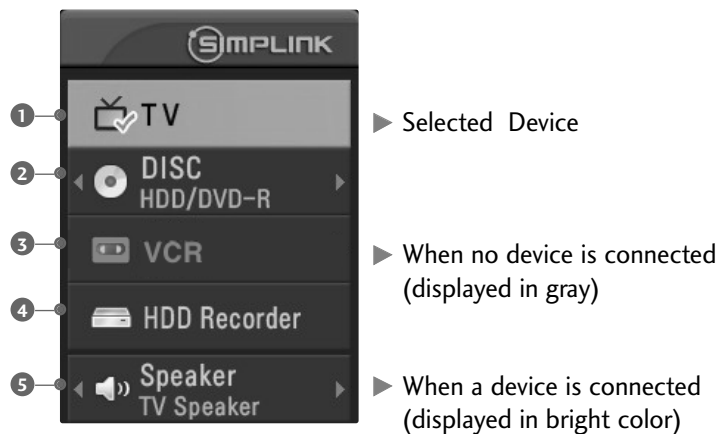 SIMPLINK
1 TV
Selected Device
2 DISC
HDD/DVD-R
3 VCR
When no device is connected
(displayed in gray)
4 HDD Recorder
5 Speaker
TV Speaker
When a device is connected
(displayed in bright color)